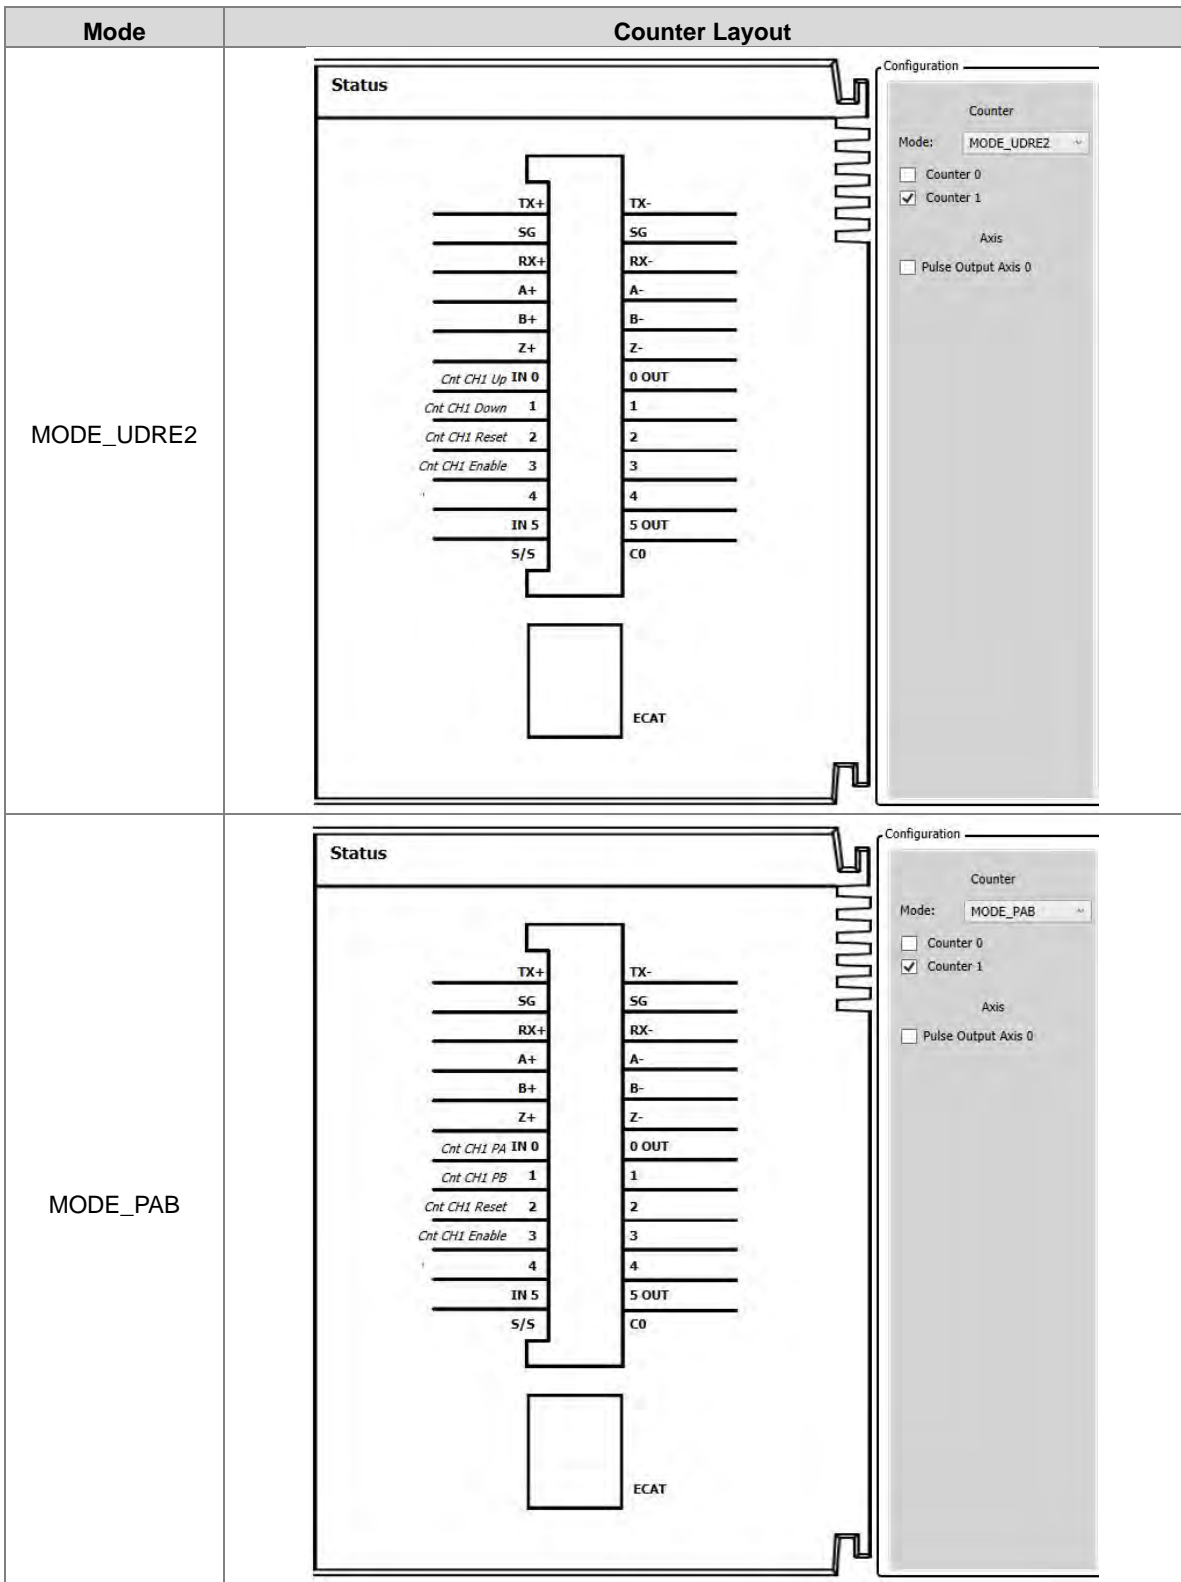 Mode Counter Layout
MODE_UDRE2
Status
TX+ TX-
SG SG
RX+ RX-
A+ A-
B+ B-
Z+ Z-
Cnt CH1 Up IN 0 0 OUT
Cnt CH1 Down 1 1
Cnt CH1 Reset 2 2
Cnt CH1 Enable 3 3
4 4
IN 5 5 OUT
S/S C0
ECAT
Configuration
Counter
Mode: MODE_UDRE2
Counter 0
Counter 1
Axis
Pulse Output Axis 0
MODE_PAB
Status
TX+ TX-
SG SG
RX+ RX-
A+ A-
B+ B-
Z+ Z-
Cnt CH1 PA IN 0 0 OUT
Cnt CH1 PB 1 1
Cnt CH1 Reset 2 2
Cnt CH1 Enable 3 3
4 4
IN 5 5 OUT
S/S C0
ECAT
Configuration
Counter
Mode: MODE_PAB
Counter 0
Counter 1
Axis
Pulse Output Axis 0